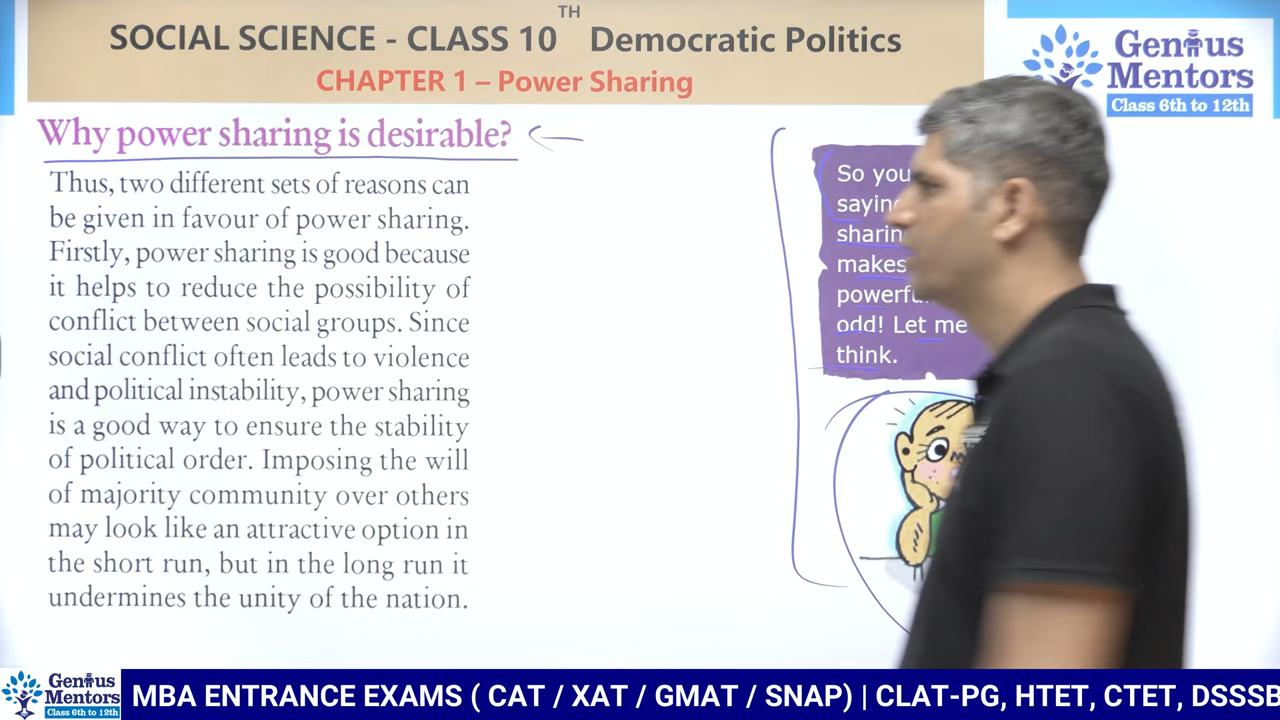 SOCIAL SCIENCE - CLASS 10TH Democratic Politics
CHAPTER 1 – Power Sharing
Genius
Mentors
Class 6th to 12th
Why power sharing is desirable?
Thus, two different sets of reasons can
be given in favour of power sharing.
Firstly, power sharing is good because
it helps to reduce the possibility of
conflict between social groups. Since
social conflict often leads to violence
and political instability, power sharing
is a good way to ensure the stability
of political order. Imposing the will
of majority community over others
may look like an attractive option in
the short run, but in the long run it
undermines the unity of the nation.
So you
makes
odd! Let me
think.
Genius
Mentors
Class 6th to 12th
MBA ENTRANCE EXAMS ( CAT / XAT / GMAT / SNAP) | CLAT-PG, HTET, CTET, DSSSB